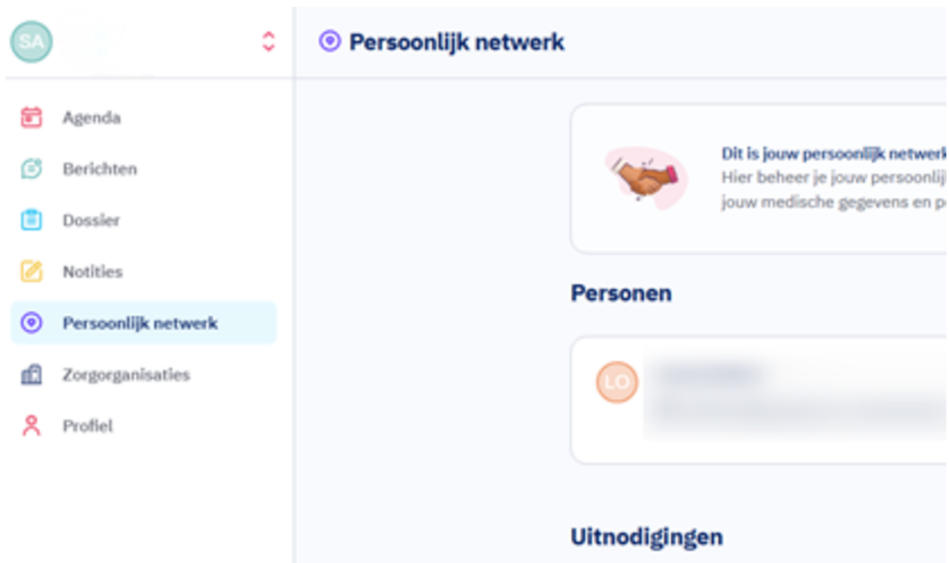 SA
Persoonlijk netwerk
Agenda
Berichten
Dossier
Notities
Persoonlijk netwerk
Zorgorganisaties
Profiel
Dit is jouw persoonlijk netwerk
Hier beheer je jouw persoonlij
jouw medische gegevens en p
Personen
LO
Uitnodigingen